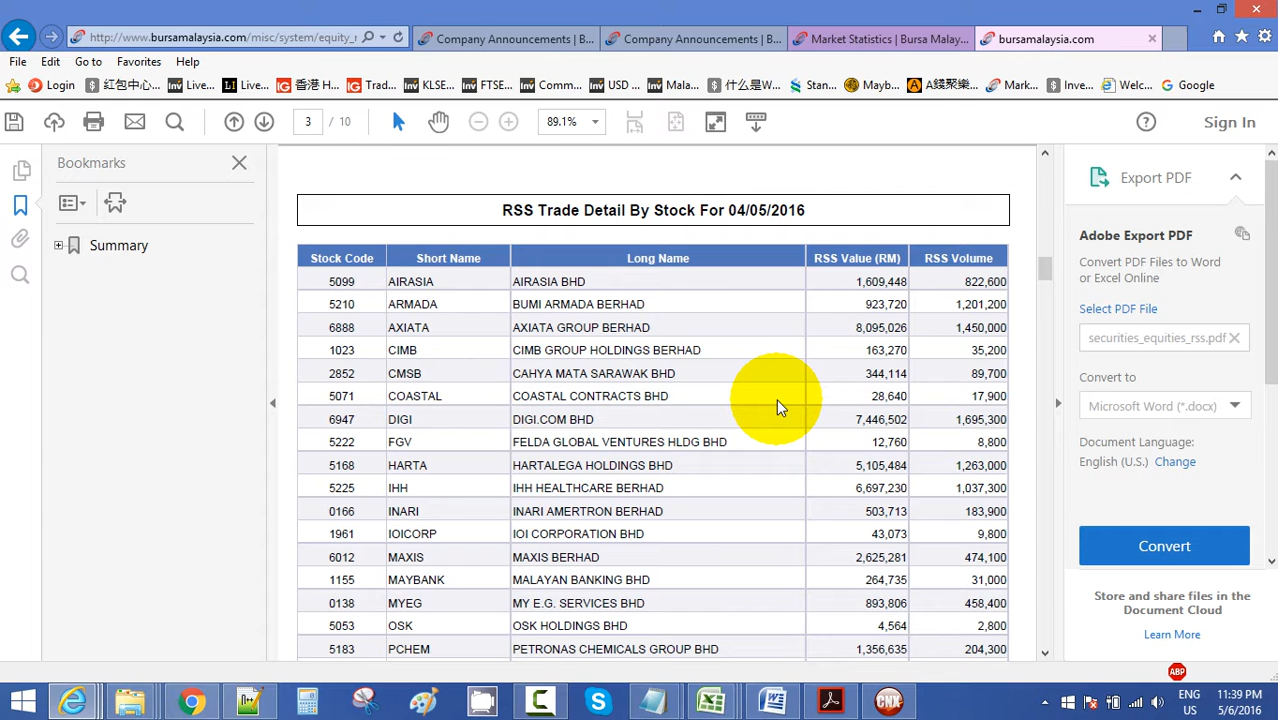 http://www.bursamalaysia.com/misc/system/equity_r
Company Announcements | B...
Company Announcements | B...
Market Statistics | Bursa Malay...
bursamalaysia.com
File Edit Go to Favorites Help
Login 红包中心... Live... Live... 香港 H... Trad... KLSE... FTSE... Comm... USD ... Mala... 什么是W... Stan... Mayb... A錢聚樂... Mark... Inve... Welc... Google
3 / 10 89.1% Sign In
Bookmarks
Summary
RSS Trade Detail By Stock For 04/05/2016
Stock Code Short Name Long Name RSS Value (RM) RSS Volume
5099 AIRASIA AIRASIA BHD 1,609,448 822,600
5210 ARMADA BUMI ARMADA BERHAD 923,720 1,201,200
6888 AXIATA AXIATA GROUP BERHAD 8,095,026 1,450,000
1023 CIMB CIMB GROUP HOLDINGS BERHAD 163,270 35,200
2852 CMSB CAHYA MATA SARAWAK BHD 344,114 89,700
5071 COASTAL COASTAL CONTRACTS BHD 28,640 17,900
6947 DIGI DIGI.COM BHD 7,446,502 1,695,300
5222 FGV FELDA GLOBAL VENTURES HLDG BHD 12,760 8,800
5168 HARTA HARTALEGA HOLDINGS BHD 5,105,484 1,263,000
5225 IHH IHH HEALTHCARE BERHAD 6,697,230 1,037,300
0166 INARI INARI AMERTRON BERHAD 503,713 183,900
1961 IOICORP IOI CORPORATION BHD 43,073 9,800
6012 MAXIS MAXIS BERHAD 2,625,281 474,100
1155 MAYBANK MALAYAN BANKING BHD 264,735 31,000
0138 MYEG MY E.G. SERVICES BHD 893,806 458,400
5053 OSK OSK HOLDINGS BHD 4,564 2,800
5183 PCHEM PETRONAS CHEMICALS GROUP BHD 1,356,635 204,300
Export PDF
Adobe Export PDF
Convert PDF Files to Word
or Excel Online
Select PDF File
securities_equities_rss.pdf
Convert to
Microsoft Word (*.docx)
Document Language:
English (U.S.) Change
Convert
Store and share files in the
Document Cloud
Learn More
ABP
CNX
ENG
US
11:39 PM
5/6/2016